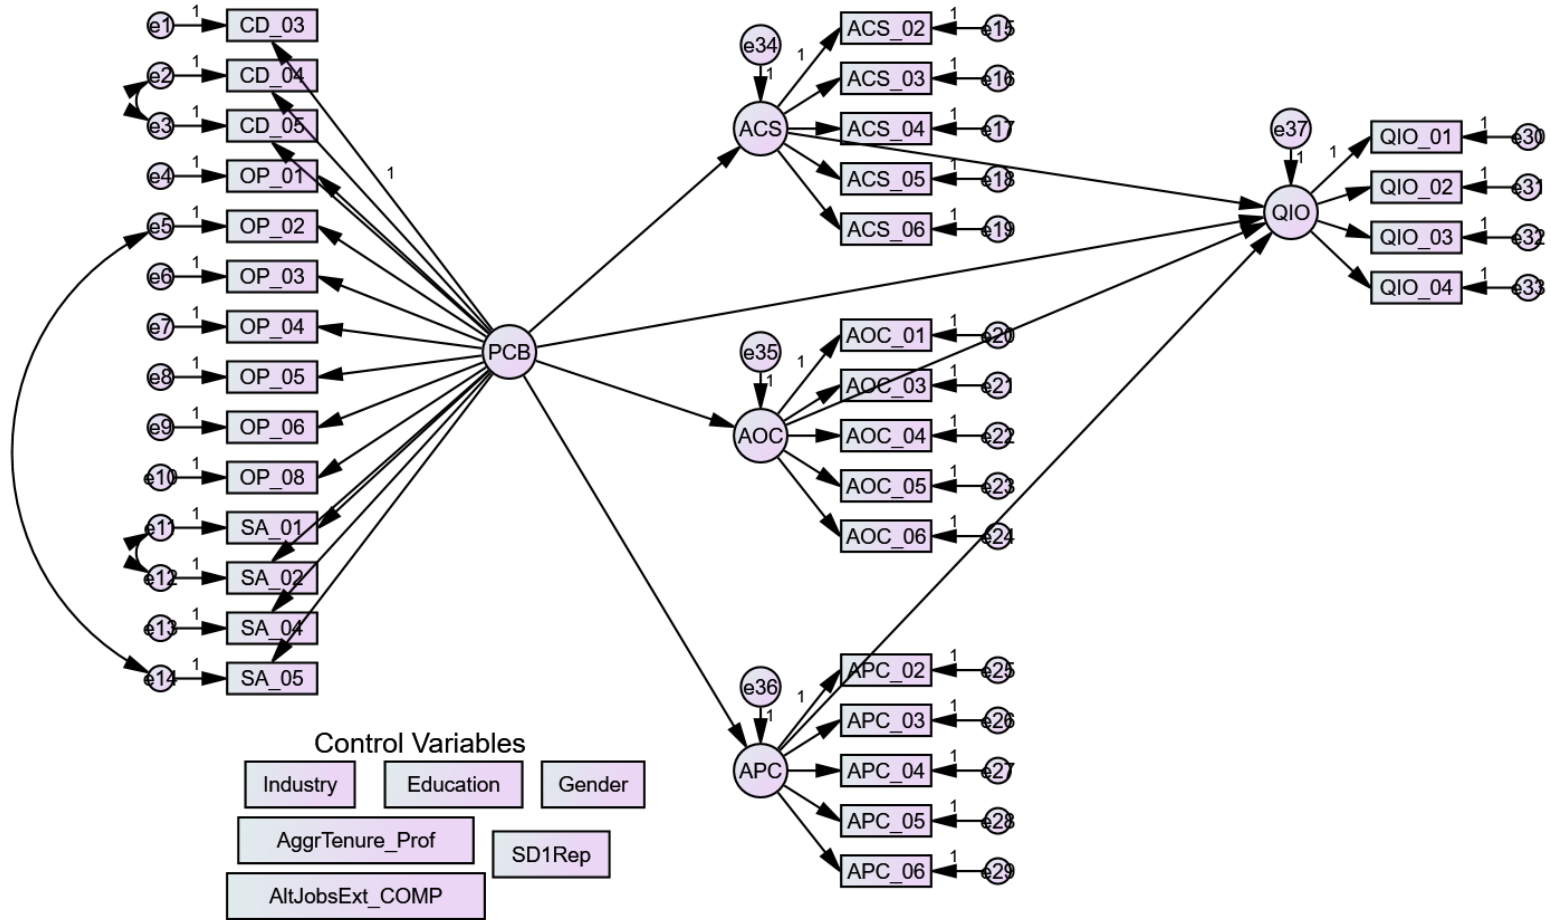 e1 1 CD_03
e2 1 CD_04
e3 1 CD_05
e4 1 OP_01
e5 1 OP_02
e6 1 OP_03
e7 1 OP_04
e8 1 OP_05
e9 1 OP_06
e10 1 OP_08
e11 1 SA_01
e12 1 SA_02
e13 1 SA_04
e14 1 SA_05
1
PCB
e34
1
ACS
1
ACS_02 1 e15
ACS_03 1 e16
ACS_04 1 e17
ACS_05 1 e18
ACS_06 1 e19
e35
1
AOC
1
AOC_01 1 e20
AOC_03 1 e21
AOC_04 1 e22
AOC_05 1 e23
AOC_06 1 e24
e36
1
APC
1
APC_02 1 e25
APC_03 1 e26
APC_04 1 e27
APC_05 1 e28
APC_06 1 e29
e37
1
QIO
1
QIO_01 1 e30
QIO_02 1 e31
QIO_03 1 e32
QIO_04 1 e33
Control Variables
Industry Education Gender
AggrTenure_Prof
SD1Rep
AltJobsExt_COMP